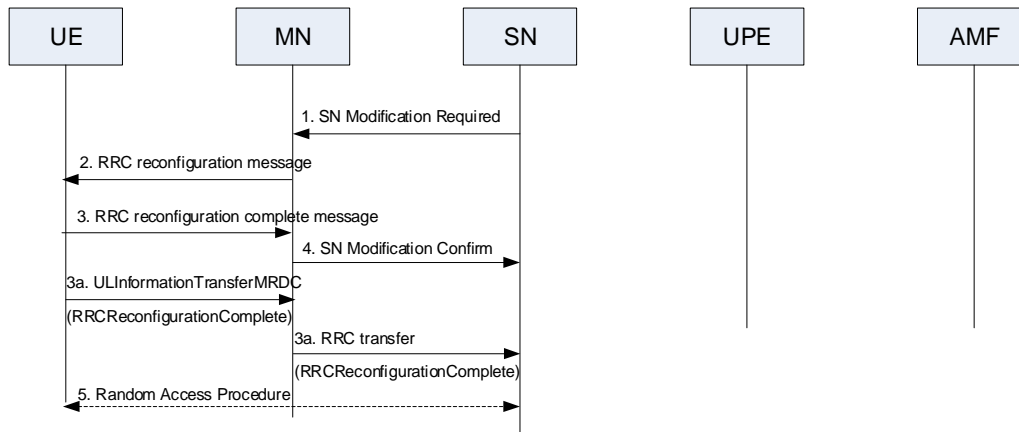 UE
MN
SN
UPE
AMF
1. SN Modification Required
2. RRC reconfiguration message
3. RRC reconfiguration complete message
4. SN Modification Confirm
3a. ULInformationTransferMRDC
(RRCReconfigurationComplete)
3a. RRC transfer
(RRCReconfigurationComplete)
5. Random Access Procedure